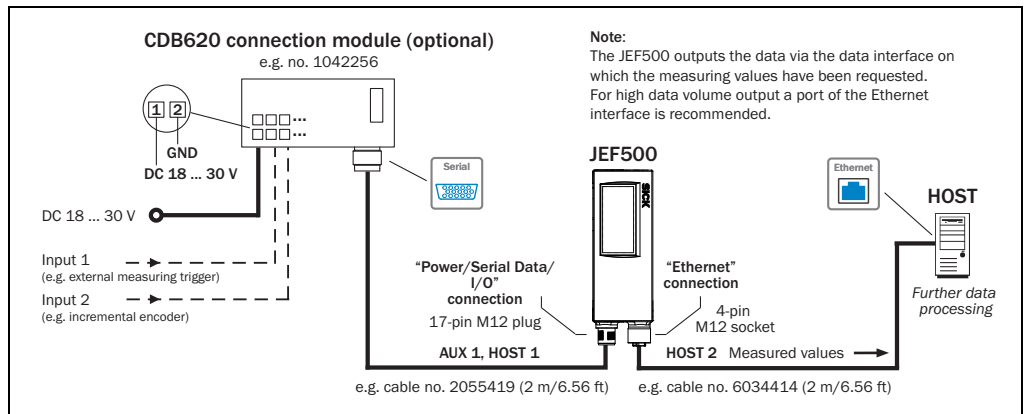 CDB620 connection module (optional)
e.g. no. 1042256
Note:
The JEF500 outputs the data via the data interface on
which the measuring values have been requested.
For high data volume output a port of the Ethernet
interface is recommended.
1 2
...
...
GND
DC 18 ... 30 V
Serial
JEF500
SICK
Ethernet
HOST
DC 18 ... 30 V
Input 1
(e.g. external measuring trigger)
Input 2
(e.g. incremental encoder)
"Power/Serial Data/
I/O"
connection
17-pin M12 plug
"Ethernet"
connection
4-pin
M12 socket
Further data
processing
AUX 1, HOST 1
HOST 2 Measured values
e.g. cable no. 2055419 (2 m/6.56 ft)
e.g. cable no. 6034414 (2 m/6.56 ft)